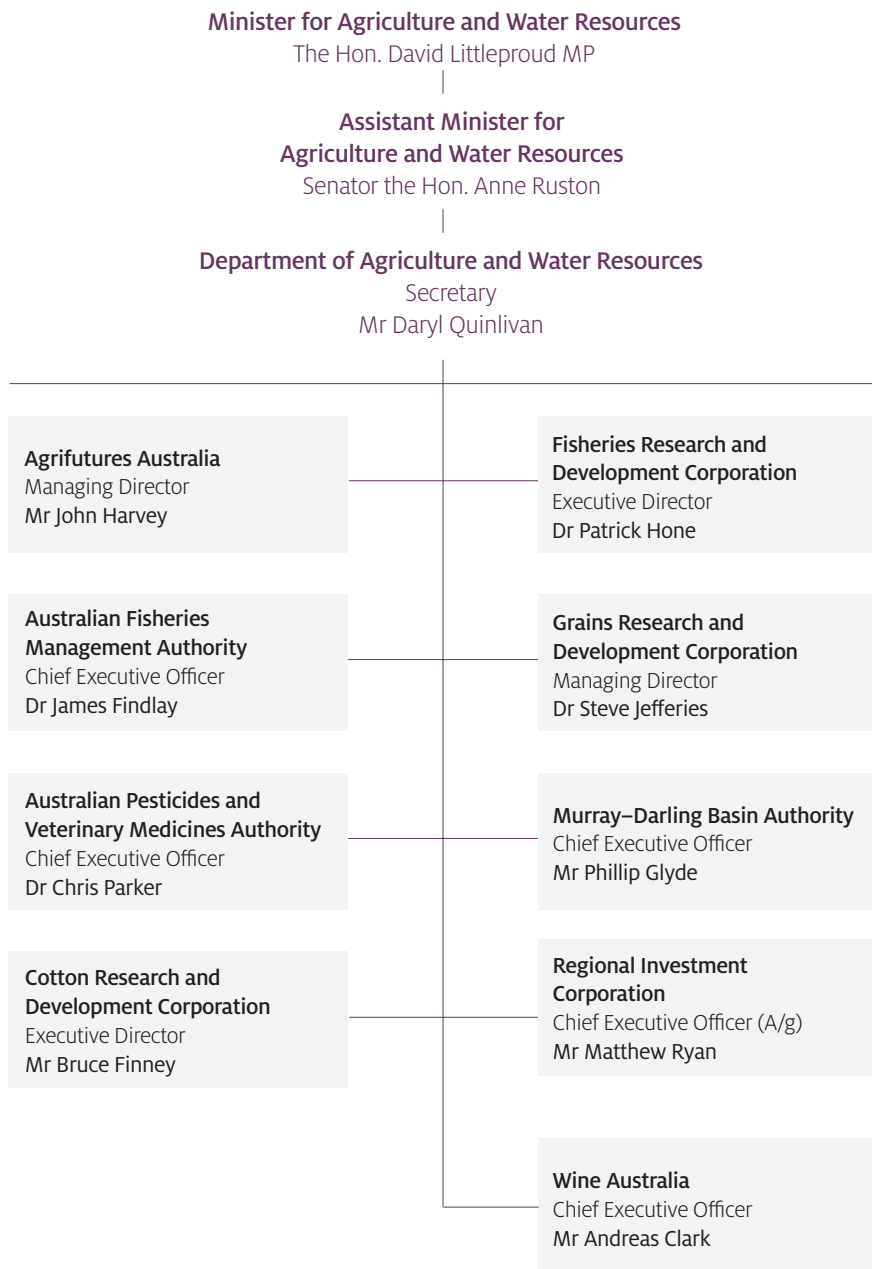 Minister for Agriculture and Water Resources
The Hon. David Littleproud MP
Assistant Minister for
Agriculture and Water Resources
Senator the Hon. Anne Ruston
Department of Agriculture and Water Resources
Secretary
Mr Daryl Quinlivan
Agrifutures Australia
Managing Director
Mr John Harvey
Fisheries Research and
Development Corporation
Executive Director
Dr Patrick Hone
Australian Fisheries
Management Authority
Chief Executive Officer
Dr James Findlay
Grains Research and
Development Corporation
Managing Director
Dr Steve Jefferies
Australian Pesticides and
Veterinary Medicines Authority
Chief Executive Officer
Dr Chris Parker
Murray–Darling Basin Authority
Chief Executive Officer
Mr Phillip Glyde
Cotton Research and
Development Corporation
Executive Director
Mr Bruce Finney
Regional Investment
Corporation
Chief Executive Officer (A/g)
Mr Matthew Ryan
Wine Australia
Chief Executive Officer
Mr Andreas Clark